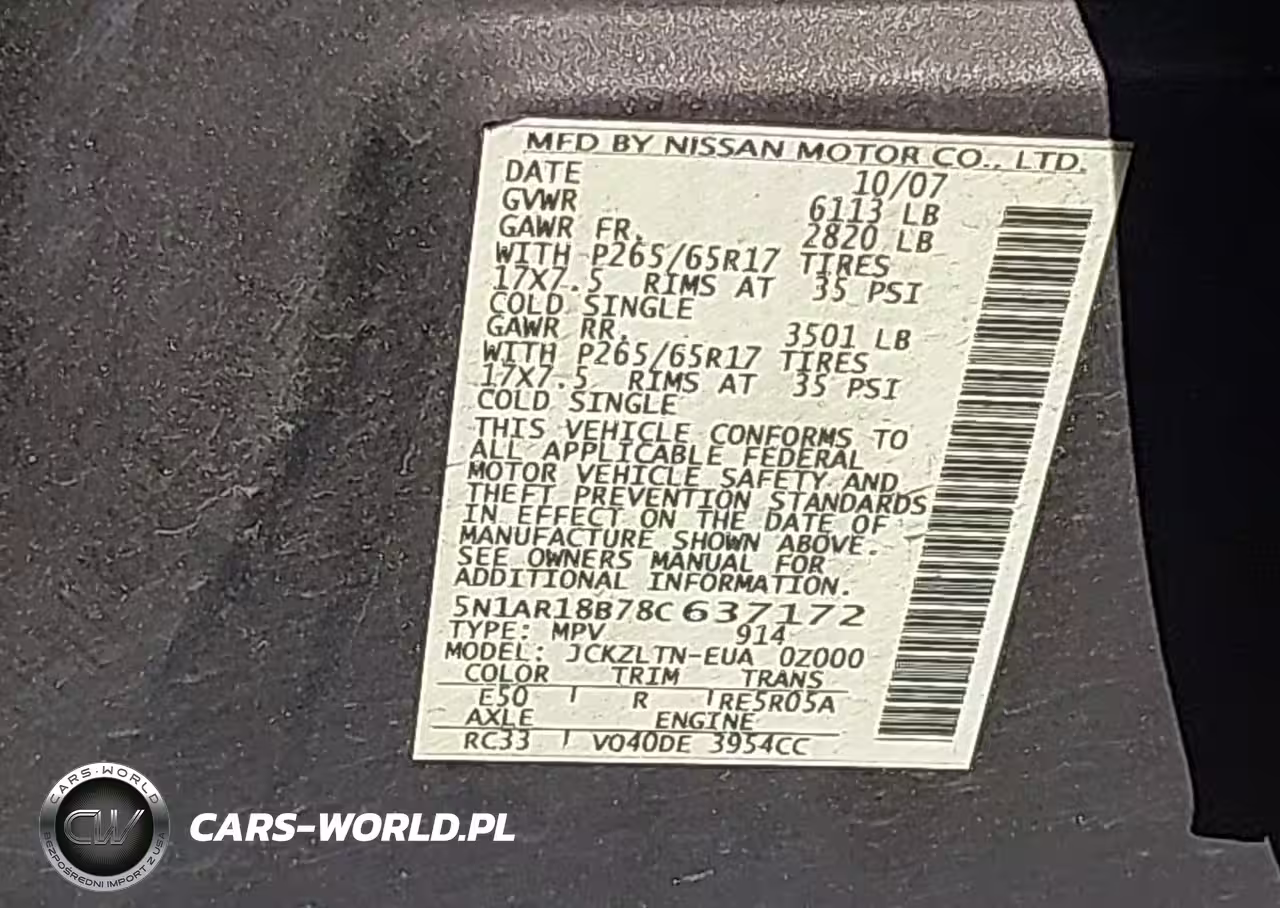 MFD BY NISSAN MOTOR CO., LTD.
DATE 10/07
GVWR 6113 LB
GAWR FR. 2820 LB
WITH P265/65R17 TIRES
17X7.5 RIMS AT 35 PSI
COLD SINGLE
GAWR RR. 3501 LB
WITH P265/65R17 TIRES
17X7.5 RIMS AT 35 PSI
COLD SINGLE
THIS VEHICLE CONFORMS TO
ALL APPLICABLE FEDERAL
MOTOR VEHICLE SAFETY AND
THEFT PREVENTION STANDARDS
IN EFFECT ON THE DATE OF
MANUFACTURE SHOWN ABOVE.
SEE OWNERS MANUAL FOR
ADDITIONAL INFORMATION.
5N1AR18B78C637172
TYPE: MPV 914
MODEL: JCKZLTN-EUA 0Z000
COLOR TRIM TRANS
E50 R RE5R05A
AXLE ENGINE
RC33 VQ40DE 3954CC
CARS-WORLD
CW
BEZPOŚREDNI IMPORT Z USA
CARS-WORLD.PL